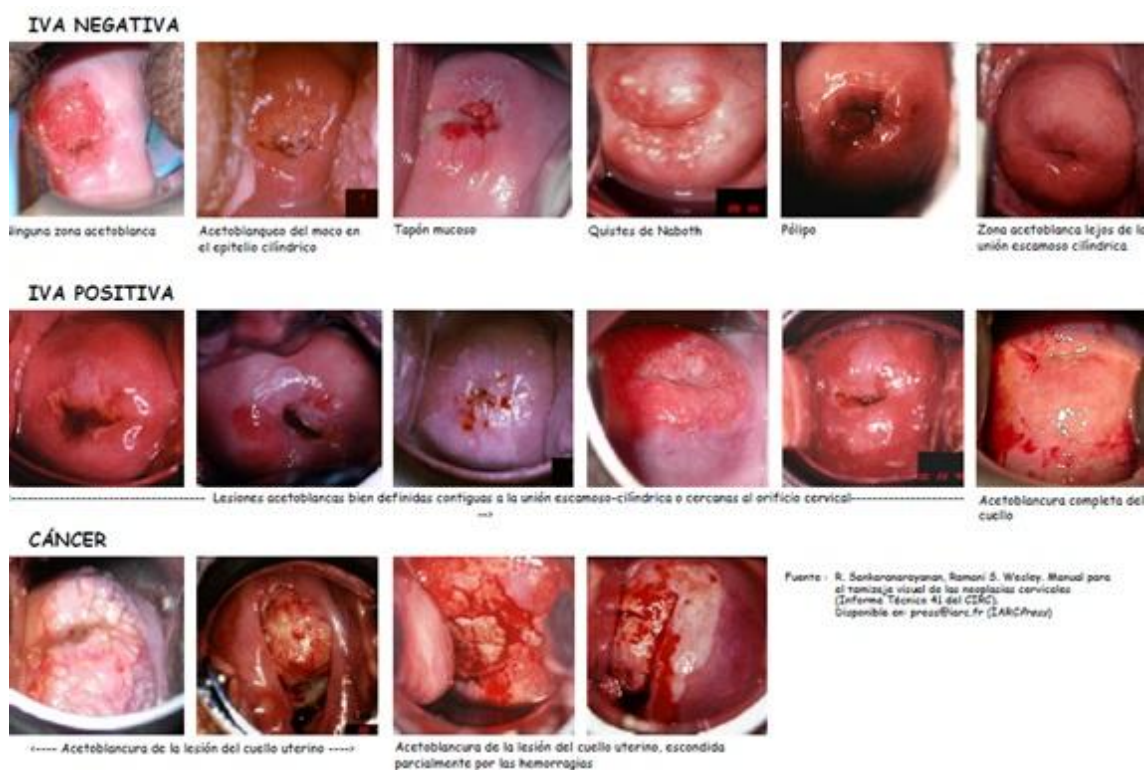 IVA NEGATIVA
Ninguna zona acetoblanca
Acetoblanqueo del moco en
el epitelio cilíndrico
Tapón mucoso
Quistes de Naboth
Pólipo
Zona acetoblanca lejos de la
unión escamoso cilíndrica.
IVA POSITIVA
Lesiones acetoblancas bien definidas contiguas a la unión escamoso-cilíndrica o cercanas al orificio cervical
Acetoblancura completa del
cuello
CÁNCER
<---- Acetoblancura de la lesión del cuello uterino ---->
Acetoblancura de la lesión del cuello uterino, escondida
parcialmente por las hemorragias
Fuente : R. Sankaranarayanan, Ramani S. Wesley. Manual para
el tamizaje visual de las neoplasias cervicales
(Informe Técnico 41 del CIRC).
Disponible en: press@iarc.fr (IARCPress)